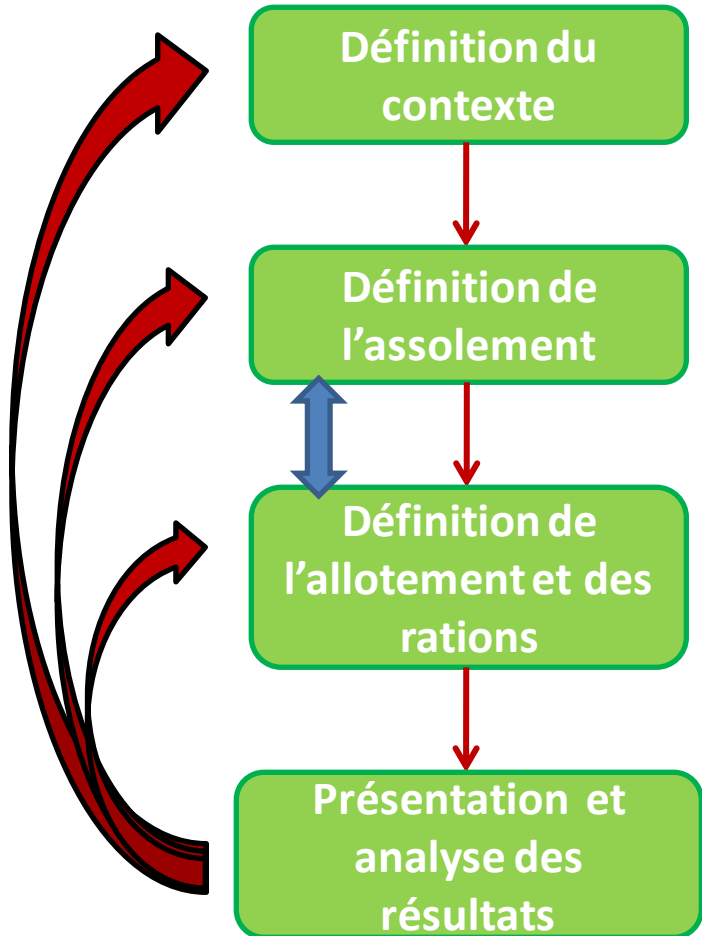 Définition du
contexte
Définition de
l'assolement
Définition de
l'allotement et des
rations
Présentation et
analyse des
résultats